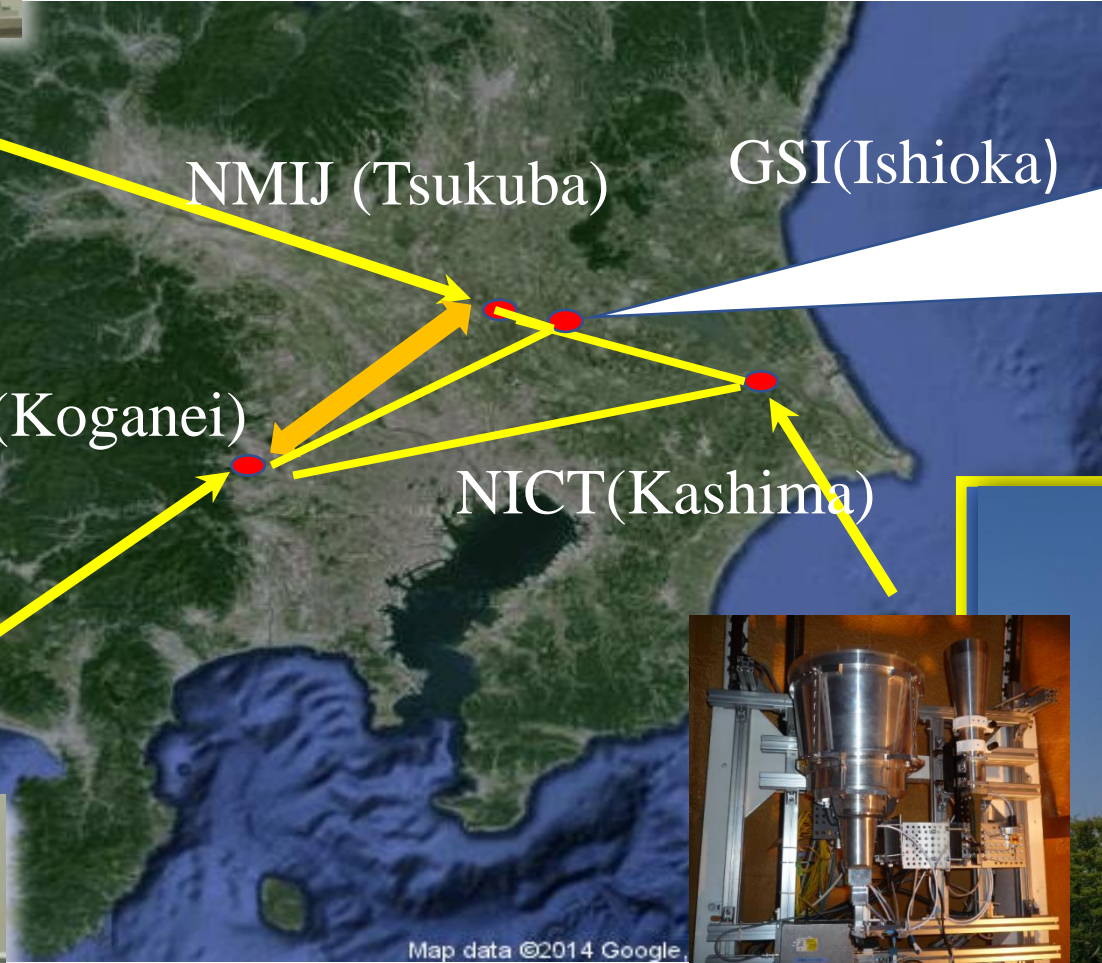 NMIJ (Tsukuba)
GSI(Ishioka)
(Koganei)
NICT(Kashima)
Map data ©2014 Google,